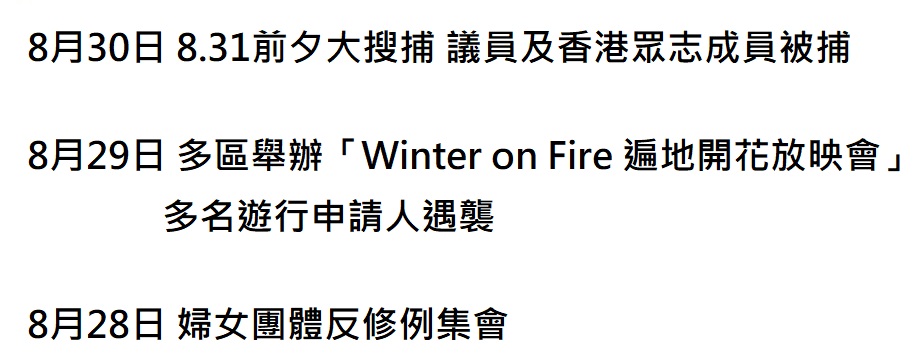 8月30日 8.31前夕大搜捕 議員及香港眾志成員被捕
8月29日 多區舉辦「Winter on Fire 遍地開花放映會」
多名遊行申請人遇襲
8月28日 婦女團體反修例集會